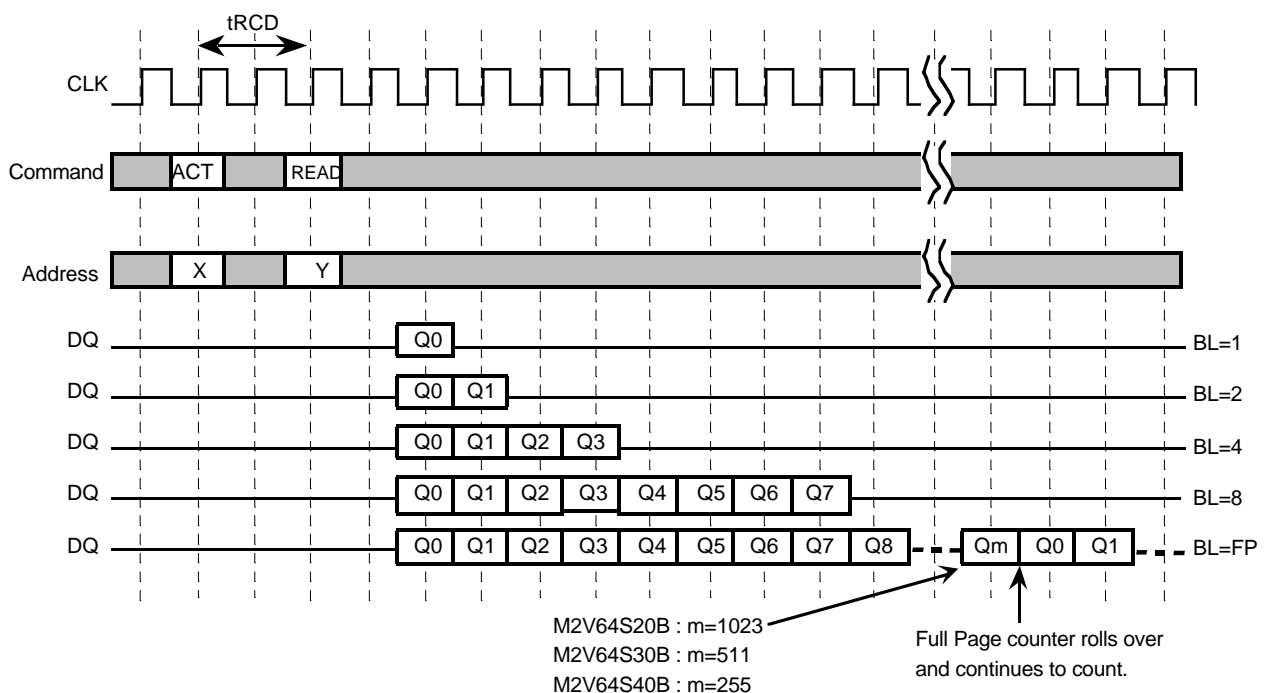 tRCD
CLK
Command ACT READ
Address X Y
DQ Q0 BL=1
DQ Q0 Q1 BL=2
DQ Q0 Q1 Q2 Q3 BL=4
DQ Q0 Q1 Q2 Q3 Q4 Q5 Q6 Q7 BL=8
DQ Q0 Q1 Q2 Q3 Q4 Q5 Q6 Q7 Q8 Qm Q0 Q1 BL=FP
M2V64S20B : m=1023
M2V64S30B : m=511
M2V64S40B : m=255
Full Page counter rolls over
and continues to count.